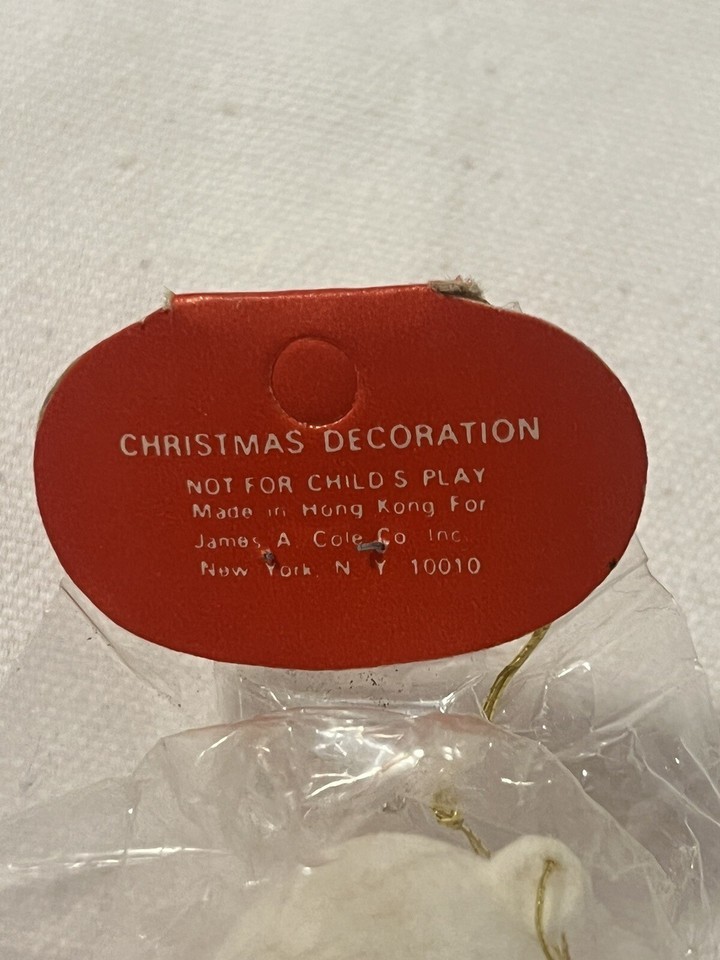 CHRISTMAS DECORATION
NOT FOR CHILD S PLAY
Made in Hong Kong For
James A. Cole Co Inc.
New York, N Y 10010